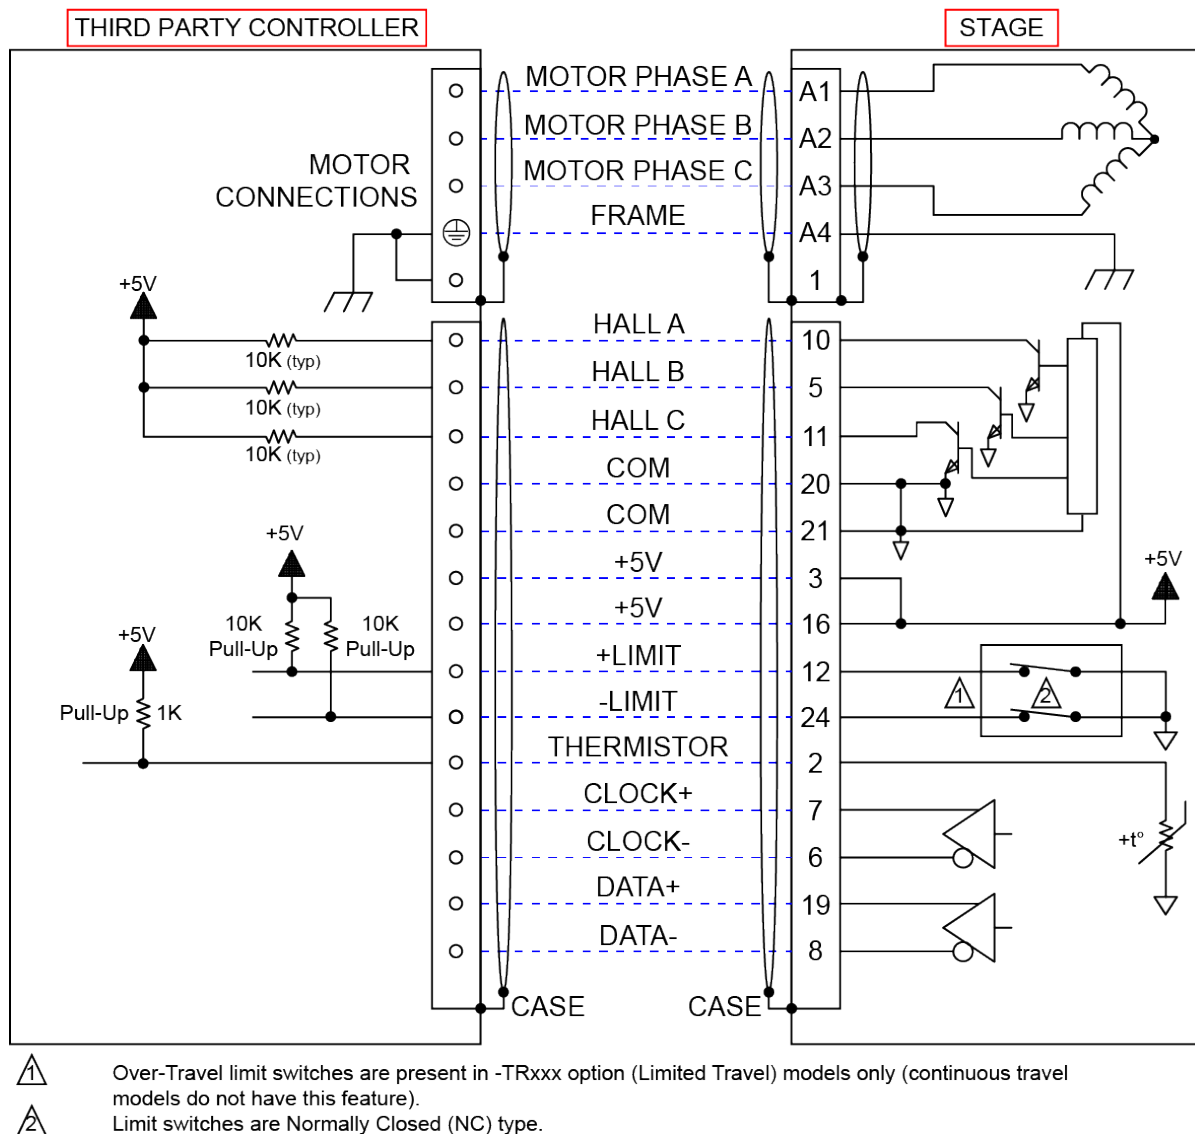 THIRD PARTY CONTROLLER
STAGE
MOTOR PHASE A
A1
MOTOR PHASE B
A2
MOTOR PHASE C
A3
MOTOR
CONNECTIONS
FRAME
A4
1
+5V
HALL A
10
10K (typ)
HALL B
5
10K (typ)
HALL C
11
10K (typ)
COM
20
COM
21
+5V
+5V
3
+5V
+5V
16
10K
Pull-Up
10K
Pull-Up
+5V
+LIMIT
12
1
2
-LIMIT
24
Pull-Up
1K
THERMISTOR
2
CLOCK+
7
CLOCK-
6
+t°
DATA+
19
DATA-
8
CASE
CASE
1
Over-Travel limit switches are present in -TRxxx option (Limited Travel) models only (continuous travel
models do not have this feature).
2
Limit switches are Normally Closed (NC) type.